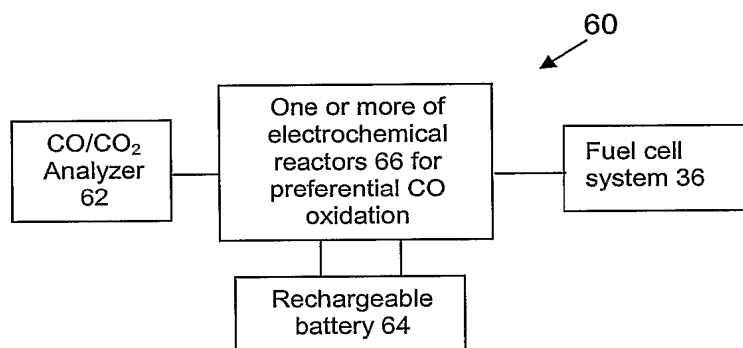 60
One or more of
electrochemical
reactors 66 for
preferential CO
oxidation
CO/CO₂
Analyzer
62
Fuel cell
system 36
Rechargeable
battery 64